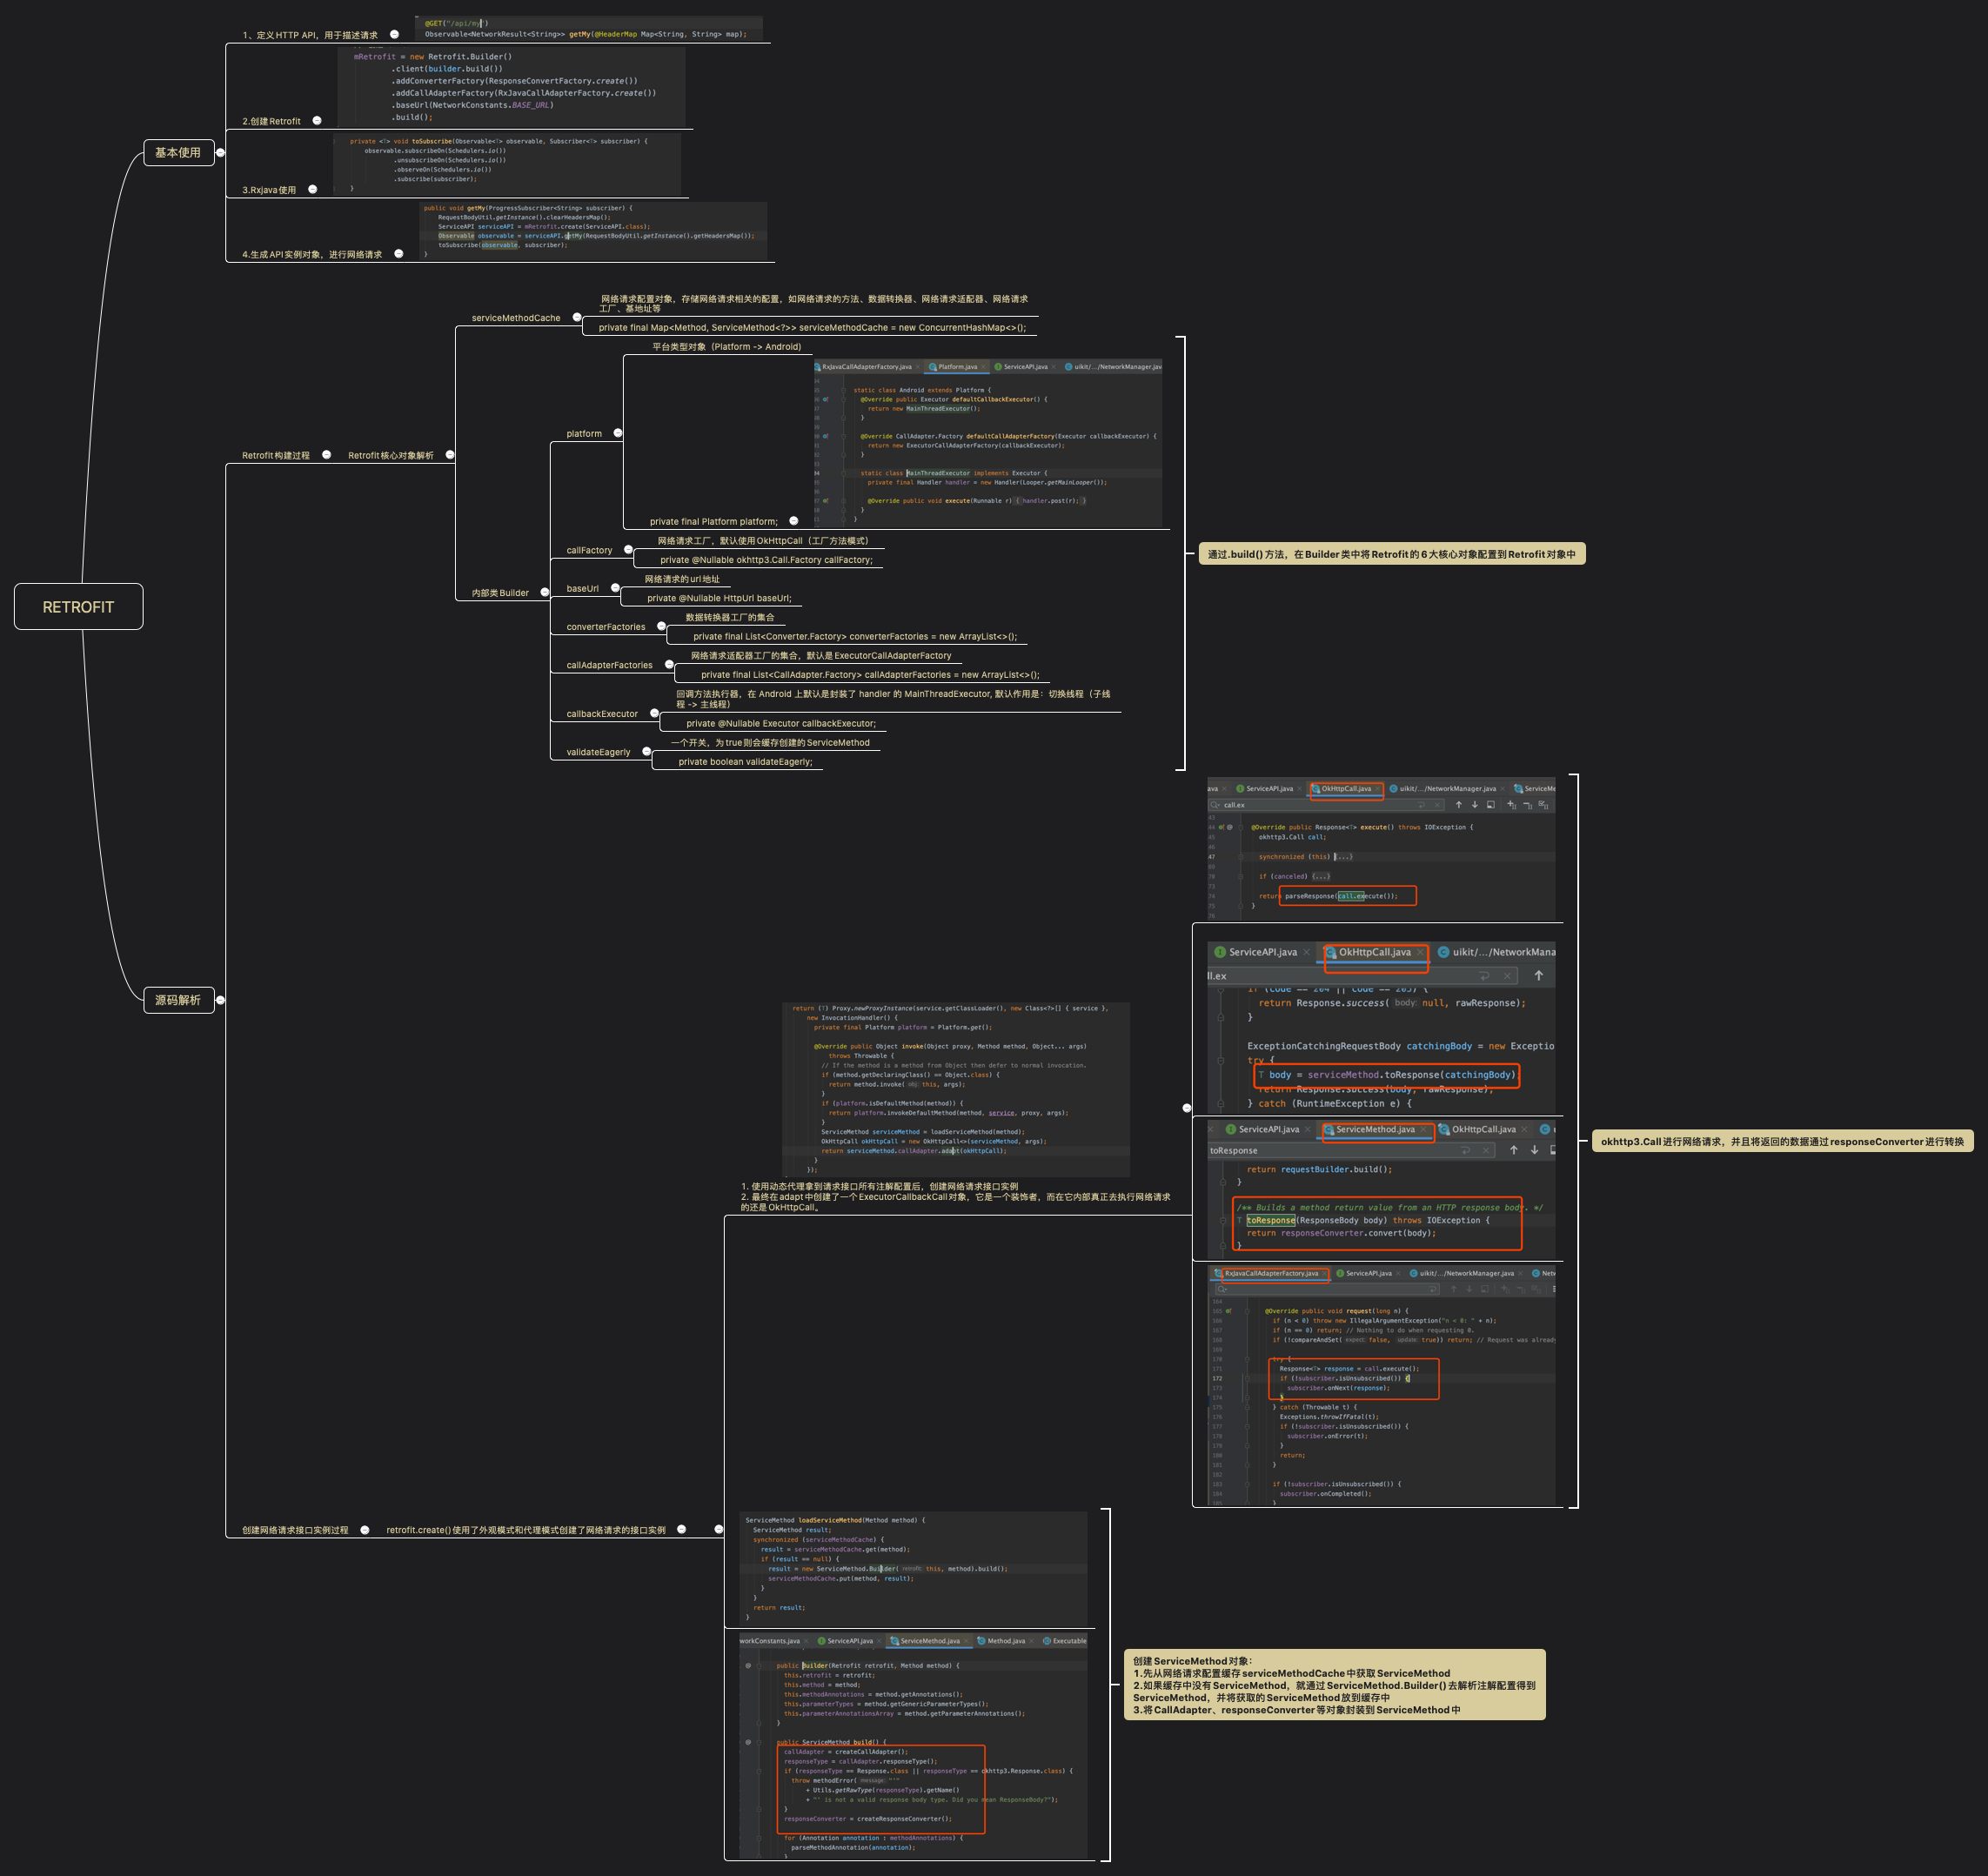 RETROFIT
基本使用
1、定义HTTP API，用于描述请求
@GET("/api/my")
Observable<NetworkResult<String>> getMy(@HeaderMap Map<String, String> map);
2.创建Retrofit
mRetrofit = new Retrofit.Builder()
.client(builder.build())
.addConverterFactory(ResponseConvertFactory.create())
.addCallAdapterFactory(RxJavaCallAdapterFactory.create())
.baseUrl(NetworkConstants.BASE_URL)
.build();
3.Rxjava使用
private <T> void toSubscribe(Observable<T> observable, Subscriber<T> subscriber) {
observable.subscribeOn(Schedulers.io())
.unsubscribeOn(Schedulers.io())
.observeOn(Schedulers.io())
.subscribe(subscriber);
}
4.生成API实例对象，进行网络请求
public void getMy(ProgressSubscriber<String> subscriber) {
RequestBodyUtil.getInstance().clearHeadersMap();
ServiceAPI serviceAPI = mRetrofit.create(ServiceAPI.class);
Observable observable = serviceAPI.getMy(RequestBodyUtil.getInstance().getHeadersMap());
toSubscribe(observable, subscriber);
}
源码解析
Retrofit构建过程
Retrofit核心对象解析
serviceMethodCache
网络请求配置对象，存储网络请求相关的配置，如网络请求的方法、数据转换器、网络请求适配器、网络请求
工厂、基地址等
private final Map<Method, ServiceMethod<?>> serviceMethodCache = new ConcurrentHashMap<>();
内部类Builder
platform
平台类型对象（Platform -> Android)
private final Platform platform;
RxJavaCallAdapterFactory.java Platform.java ServiceAPI.java uikit/.../NetworkManager.jav
static class Android extends Platform {
@Override public Executor defaultCallbackExecutor() {
return new MainThreadExecutor();
}
@Override CallAdapter.Factory defaultCallAdapterFactory(Executor callbackExecutor) {
return new ExecutorCallAdapterFactory(callbackExecutor);
}
static class MainThreadExecutor implements Executor {
private final Handler handler = new Handler(Looper.getMainLooper());
@Override public void execute(Runnable r) { handler.post(r); }
}
}
callFactory
网络请求工厂，默认使用OkHttpCall（工厂方法模式）
private @Nullable okhttp3.Call.Factory callFactory;
baseUrl
网络请求的url地址
private @Nullable HttpUrl baseUrl;
converterFactories
数据转换器工厂的集合
private final List<Converter.Factory> converterFactories = new ArrayList<>();
callAdapterFactories
网络请求适配器工厂的集合，默认是ExecutorCallAdapterFactory
private final List<CallAdapter.Factory> callAdapterFactories = new ArrayList<>();
callbackExecutor
回调方法执行器，在 Android 上默认是封装了 handler 的 MainThreadExecutor, 默认作用是：切换线程（子线
程 -> 主线程）
private @Nullable Executor callbackExecutor;
validateEagerly
一个开关，为true则会缓存创建的ServiceMethod
private boolean validateEagerly;
通过.build()方法，在Builder类中将Retrofit的6大核心对象配置到Retrofit对象中
创建网络请求接口实例过程
retrofit.create()使用了外观模式和代理模式创建了网络请求的接口实例
return (T) Proxy.newProxyInstance(service.getClassLoader(), new Class<?>[] { service },
new InvocationHandler() {
private final Platform platform = Platform.get();
@Override public Object invoke(Object proxy, Method method, Object... args)
throws Throwable {
// If the method is a method from Object then defer to normal invocation.
if (method.getDeclaringClass() == Object.class) {
return method.invoke( obj: this, args);
}
if (platform.isDefaultMethod(method)) {
return platform.invokeDefaultMethod(method, service, proxy, args);
}
ServiceMethod serviceMethod = loadServiceMethod(method);
OkHttpCall okHttpCall = new OkHttpCall<>(serviceMethod, args);
return serviceMethod.callAdapter.adapt(okHttpCall);
}
});
1. 使用动态代理拿到请求接口所有注解配置后，创建网络请求接口实例
2. 最终在adapt中创建了一个ExecutorCallbackCall对象，它是一个装饰者，而在它内部真正去执行网络请求
的还是OkHttpCall。
ava ServiceAPI.java OkHttpCall.java uikit/.../NetworkManager.java ServiceMe
call.ex
@Override public Response<T> execute() throws IOException {
okhttp3.Call call;
synchronized (this) {...}
if (canceled) {...}
return parseResponse(call.execute());
}
ServiceAPI.java OkHttpCall.java uikit/.../NetworkMana
ll.ex
if (code == 204 || code == 205) {
return Response.success( body: null, rawResponse);
}
ExceptionCatchingRequestBody catchingBody = new Exceptio
try {
T body = serviceMethod.toResponse(catchingBody)
return Response.success(body, rawResponse);
} catch (RuntimeException e) {
ServiceAPI.java ServiceMethod.java OkHttpCall.java
toResponse
return requestBuilder.build();
}
/** Builds a method return value from an HTTP response body. */
T toResponse(ResponseBody body) throws IOException {
return responseConverter.convert(body);
}
RxJavaCallAdapterFactory.java ServiceAPI.java uikit/.../NetworkManager.java Netw
@Override public void request(long n) {
if (n < 0) throw new IllegalArgumentException("n < 0: " + n);
if (n == 0) return; // Nothing to do when requesting 0.
if (!compareAndSet( expect: false, update: true)) return; // Request was already
try {
Response<T> response = call.execute();
if (!subscriber.isUnsubscribed()) {
subscriber.onNext(response);
}
} catch (Throwable t) {
Exceptions.throwIfFatal(t);
if (!subscriber.isUnsubscribed()) {
subscriber.onError(t);
}
return;
}
if (!subscriber.isUnsubscribed()) {
subscriber.onCompleted();
}
okhttp3.Call进行网络请求，并且将返回的数据通过responseConverter进行转换
ServiceMethod loadServiceMethod(Method method) {
ServiceMethod result;
synchronized (serviceMethodCache) {
result = serviceMethodCache.get(method);
if (result == null) {
result = new ServiceMethod.Builder( retrofit: this, method).build();
serviceMethodCache.put(method, result);
}
}
return result;
}
workConstants.java ServiceAPI.java ServiceMethod.java Method.java Executable
public Builder(Retrofit retrofit, Method method) {
this.retrofit = retrofit;
this.method = method;
this.methodAnnotations = method.getAnnotations();
this.parameterTypes = method.getGenericParameterTypes();
this.parameterAnnotationsArray = method.getParameterAnnotations();
}
public ServiceMethod build() {
callAdapter = createCallAdapter();
responseType = callAdapter.responseType();
if (responseType == Response.class || responseType == okhttp3.Response.class) {
throw methodError( message: "'"
+ Utils.getRawType(responseType).getName()
+ "' is not a valid response body type. Did you mean ResponseBody?");
}
responseConverter = createResponseConverter();
for (Annotation annotation : methodAnnotations) {
parseMethodAnnotation(annotation);
}
创建ServiceMethod对象：
1.先从网络请求配置缓存serviceMethodCache中获取ServiceMethod
2.如果缓存中没有ServiceMethod，就通过ServiceMethod.Builder()去解析注解配置得到
ServiceMethod，并将获取的ServiceMethod放到缓存中
3.将CallAdapter、responseConverter等对象封装到ServiceMethod中